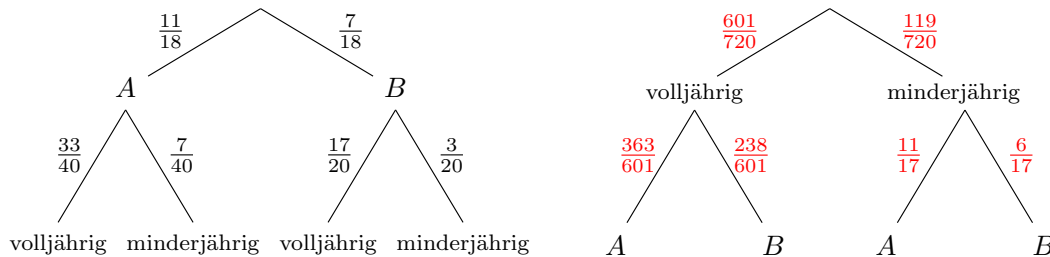 11/18 7/18 601/720 119/720
A B volljährig minderjährig
33/40 7/40 17/20 3/20 363/601 238/601 11/17 6/17
volljährig minderjährig volljährig minderjährig A B A B